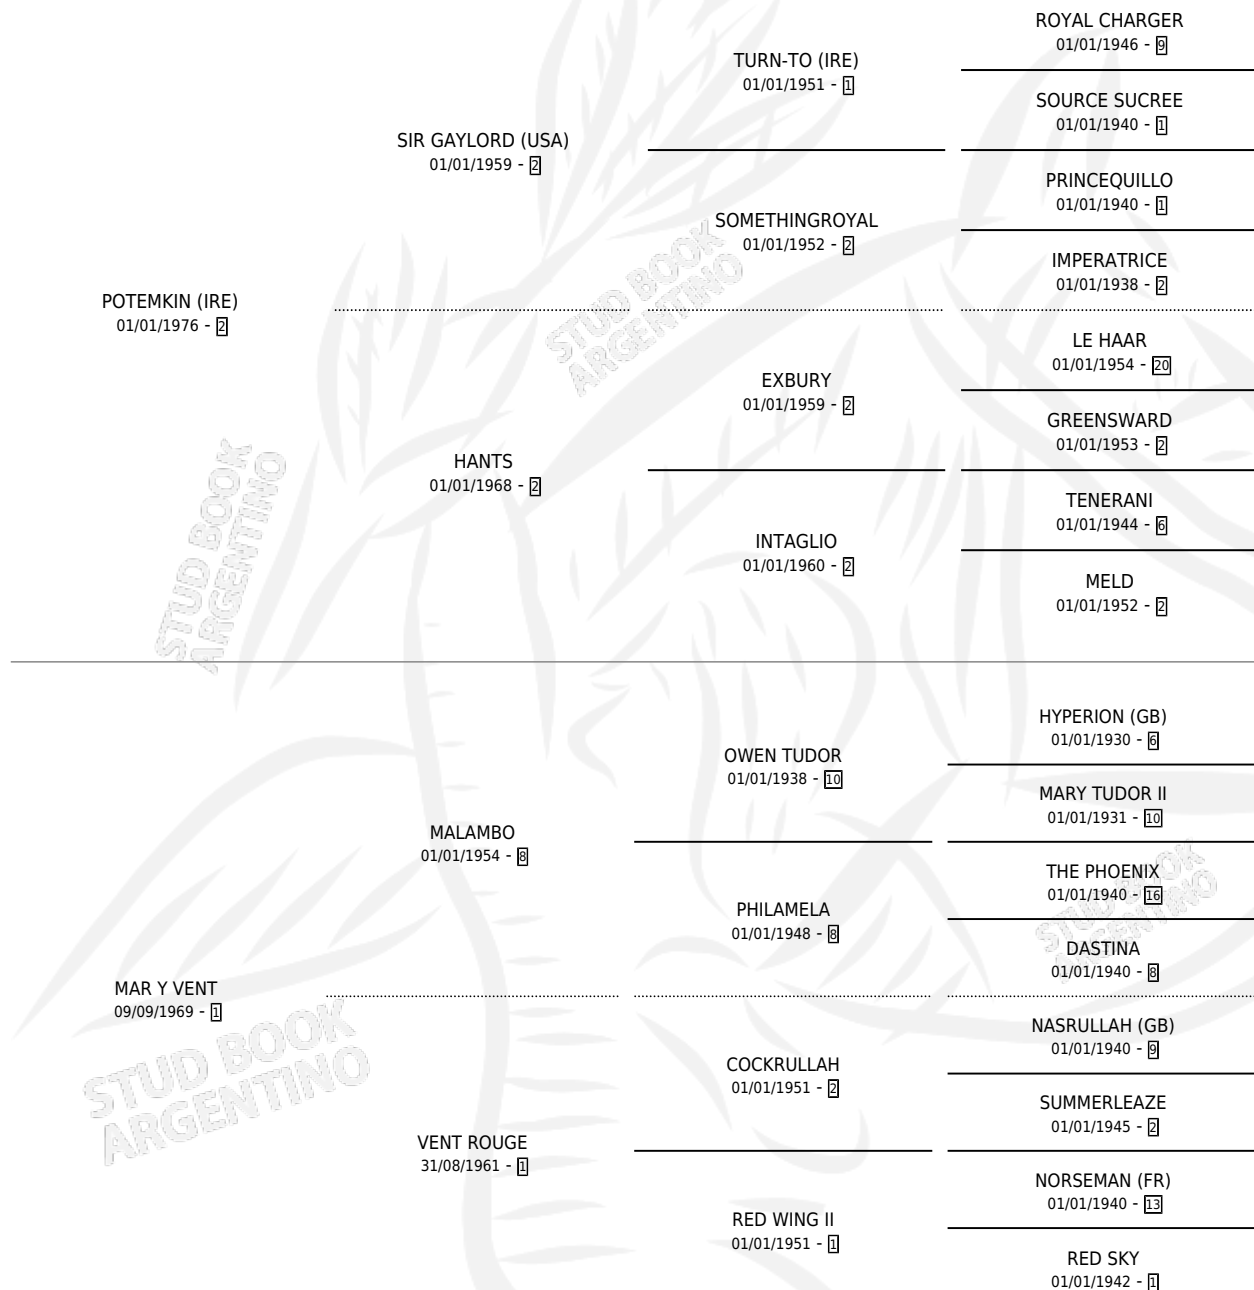 ROYAL CHARGER
01/01/1946 - 9
TURN-TO (IRE)
01/01/1951 - 1
SOURCE SUCREE
01/01/1940 - 1
SIR GAYLORD (USA)
01/01/1959 - 2
PRINCEQUILLO
01/01/1940 - 1
SOMETHINGROYAL
01/01/1952 - 2
IMPERATRICE
01/01/1938 - 2
POTEMKIN (IRE)
01/01/1976 - 2
LE HAAR
01/01/1954 - 20
EXBURY
01/01/1959 - 2
GREENSWARD
01/01/1953 - 2
HANTS
01/01/1968 - 2
TENERANI
01/01/1944 - 6
INTAGLIO
01/01/1960 - 2
MELD
01/01/1952 - 2
HYPERION (GB)
01/01/1930 - 6
OWEN TUDOR
01/01/1938 - 10
MARY TUDOR II
01/01/1931 - 10
MALAMBO
01/01/1954 - 8
THE PHOENIX
01/01/1940 - 16
PHILAMELA
01/01/1948 - 8
DASTINA
01/01/1940 - 8
MAR Y VENT
09/09/1969 - 1
NASRULLAH (GB)
01/01/1940 - 9
COCKRULLAH
01/01/1951 - 2
SUMMERLEAZE
01/01/1945 - 2
VENT ROUGE
31/08/1961 - 1
NORSEMAN (FR)
01/01/1940 - 13
RED WING II
01/01/1951 - 1
RED SKY
01/01/1942 - 1
STUD BOOK
ARGENTINO
STUD BOOK
ARGENTINO
STUD BOOK
ARGENTINO
STUD BOOK
ARGENTINO